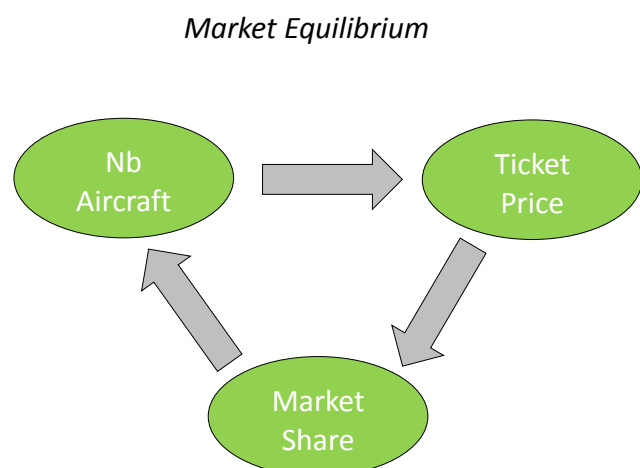 Market Equilibrium
Nb
Aircraft
Ticket
Price
Market
Share